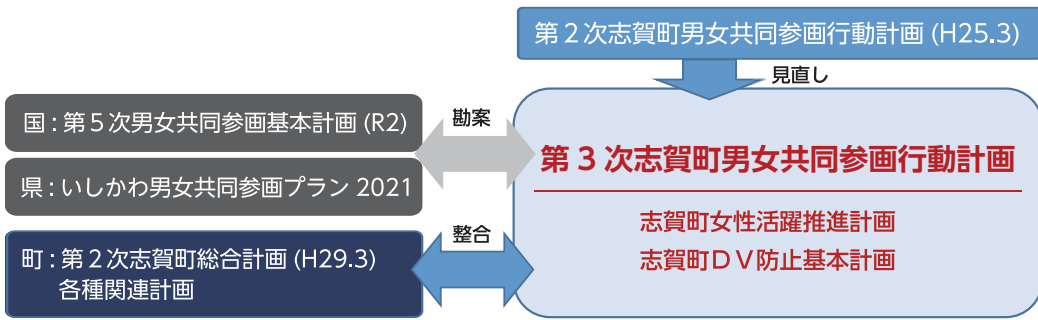 第2次志賀町男女共同参画行動計画 (H25.3)
見直し
国 : 第5次男女共同参画基本計画 (R2)
県 : いしかわ男女共同参画プラン 2021
勘案
町 : 第2次志賀町総合計画 (H29.3)
各種関連計画
整合
第3次志賀町男女共同参画行動計画
志賀町女性活躍推進計画
志賀町DV防止基本計画